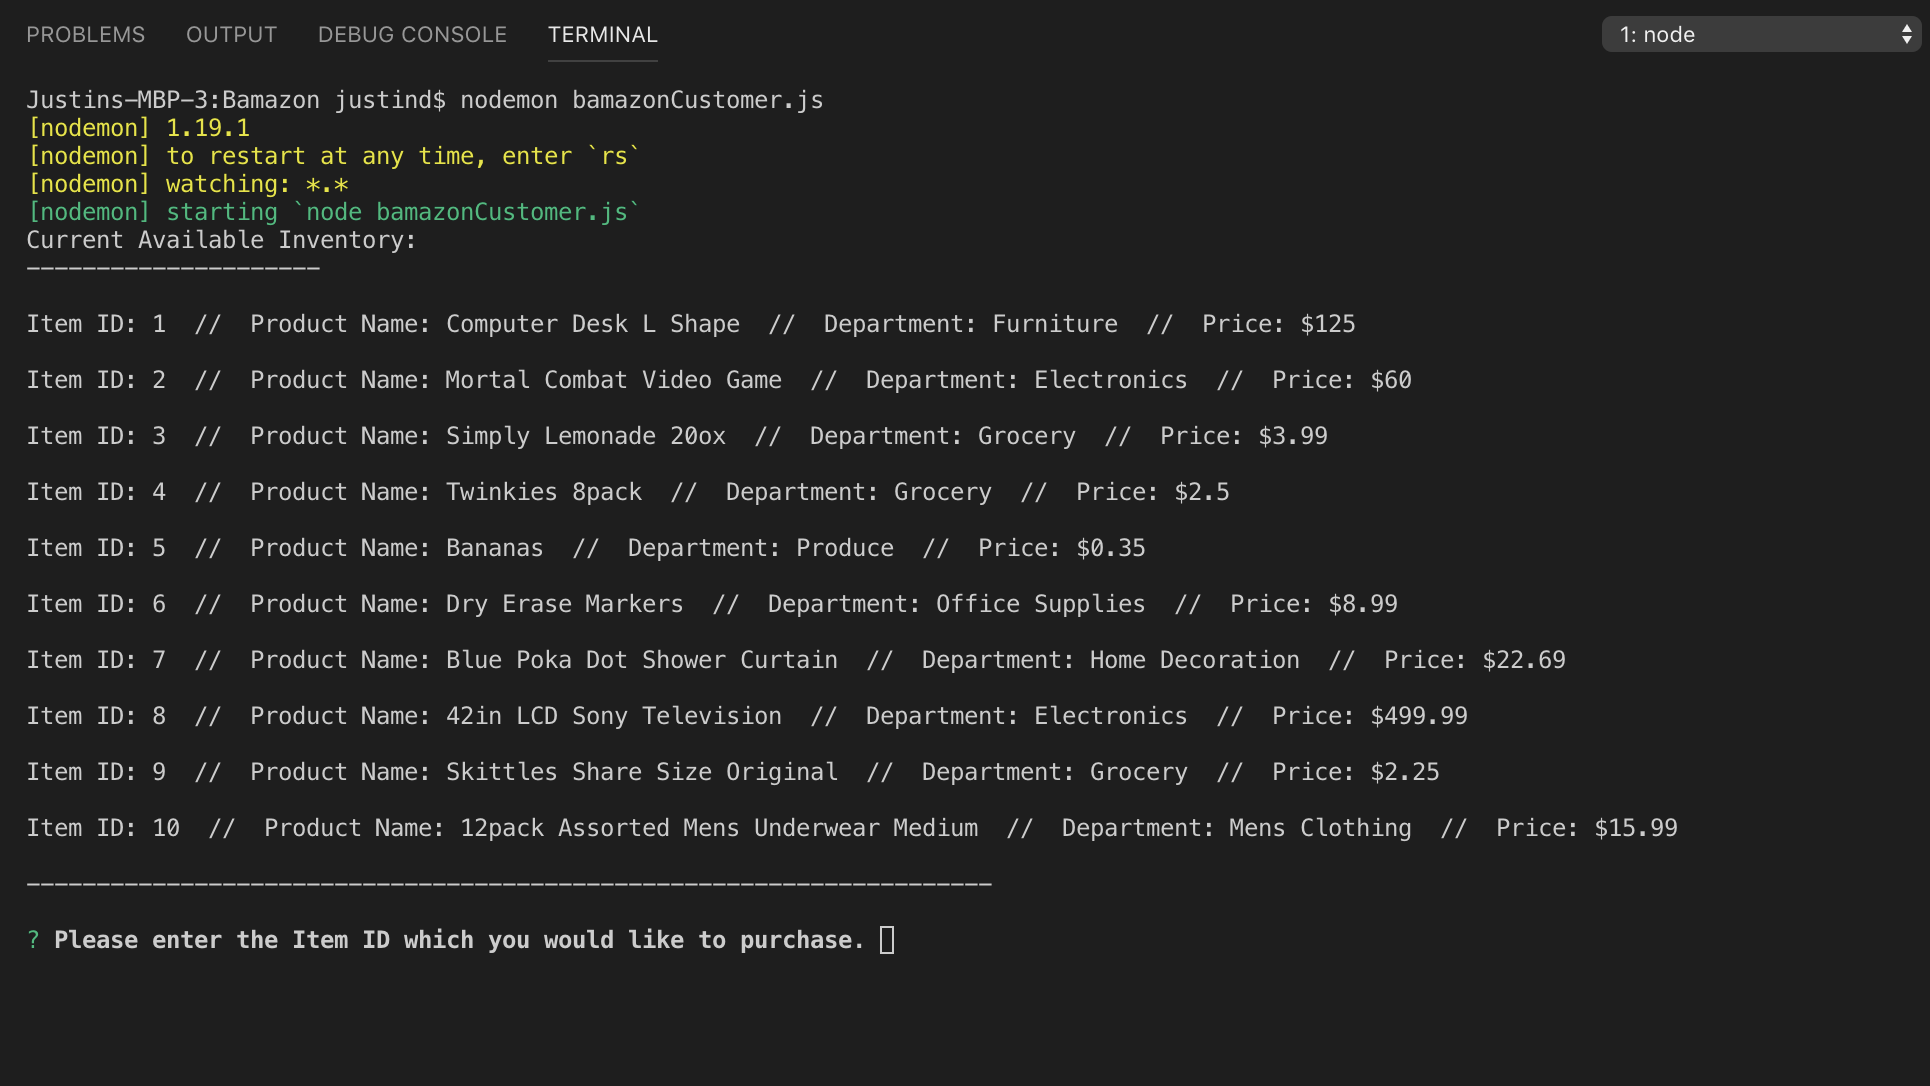 PROBLEMS OUTPUT DEBUG CONSOLE TERMINAL 1: node
Justins-MBP-3:Bamazon justind$ nodemon bamazonCustomer.js
[nodemon] 1.19.1
[nodemon] to restart at any time, enter `rs`
[nodemon] watching: *.*
[nodemon] starting `node bamazonCustomer.js`
Current Available Inventory:
---------------------
Item ID: 1  //  Product Name: Computer Desk L Shape  //  Department: Furniture  //  Price: $125
Item ID: 2  //  Product Name: Mortal Combat Video Game  //  Department: Electronics  //  Price: $60
Item ID: 3  //  Product Name: Simply Lemonade 20ox  //  Department: Grocery  //  Price: $3.99
Item ID: 4  //  Product Name: Twinkies 8pack  //  Department: Grocery  //  Price: $2.5
Item ID: 5  //  Product Name: Bananas  //  Department: Produce  //  Price: $0.35
Item ID: 6  //  Product Name: Dry Erase Markers  //  Department: Office Supplies  //  Price: $8.99
Item ID: 7  //  Product Name: Blue Poka Dot Shower Curtain  //  Department: Home Decoration  //  Price: $22.69
Item ID: 8  //  Product Name: 42in LCD Sony Television  //  Department: Electronics  //  Price: $499.99
Item ID: 9  //  Product Name: Skittles Share Size Original  //  Department: Grocery  //  Price: $2.25
Item ID: 10  //  Product Name: 12pack Assorted Mens Underwear Medium  //  Department: Mens Clothing  //  Price: $15.99
---------------------------------------------------------------------
? Please enter the Item ID which you would like to purchase.